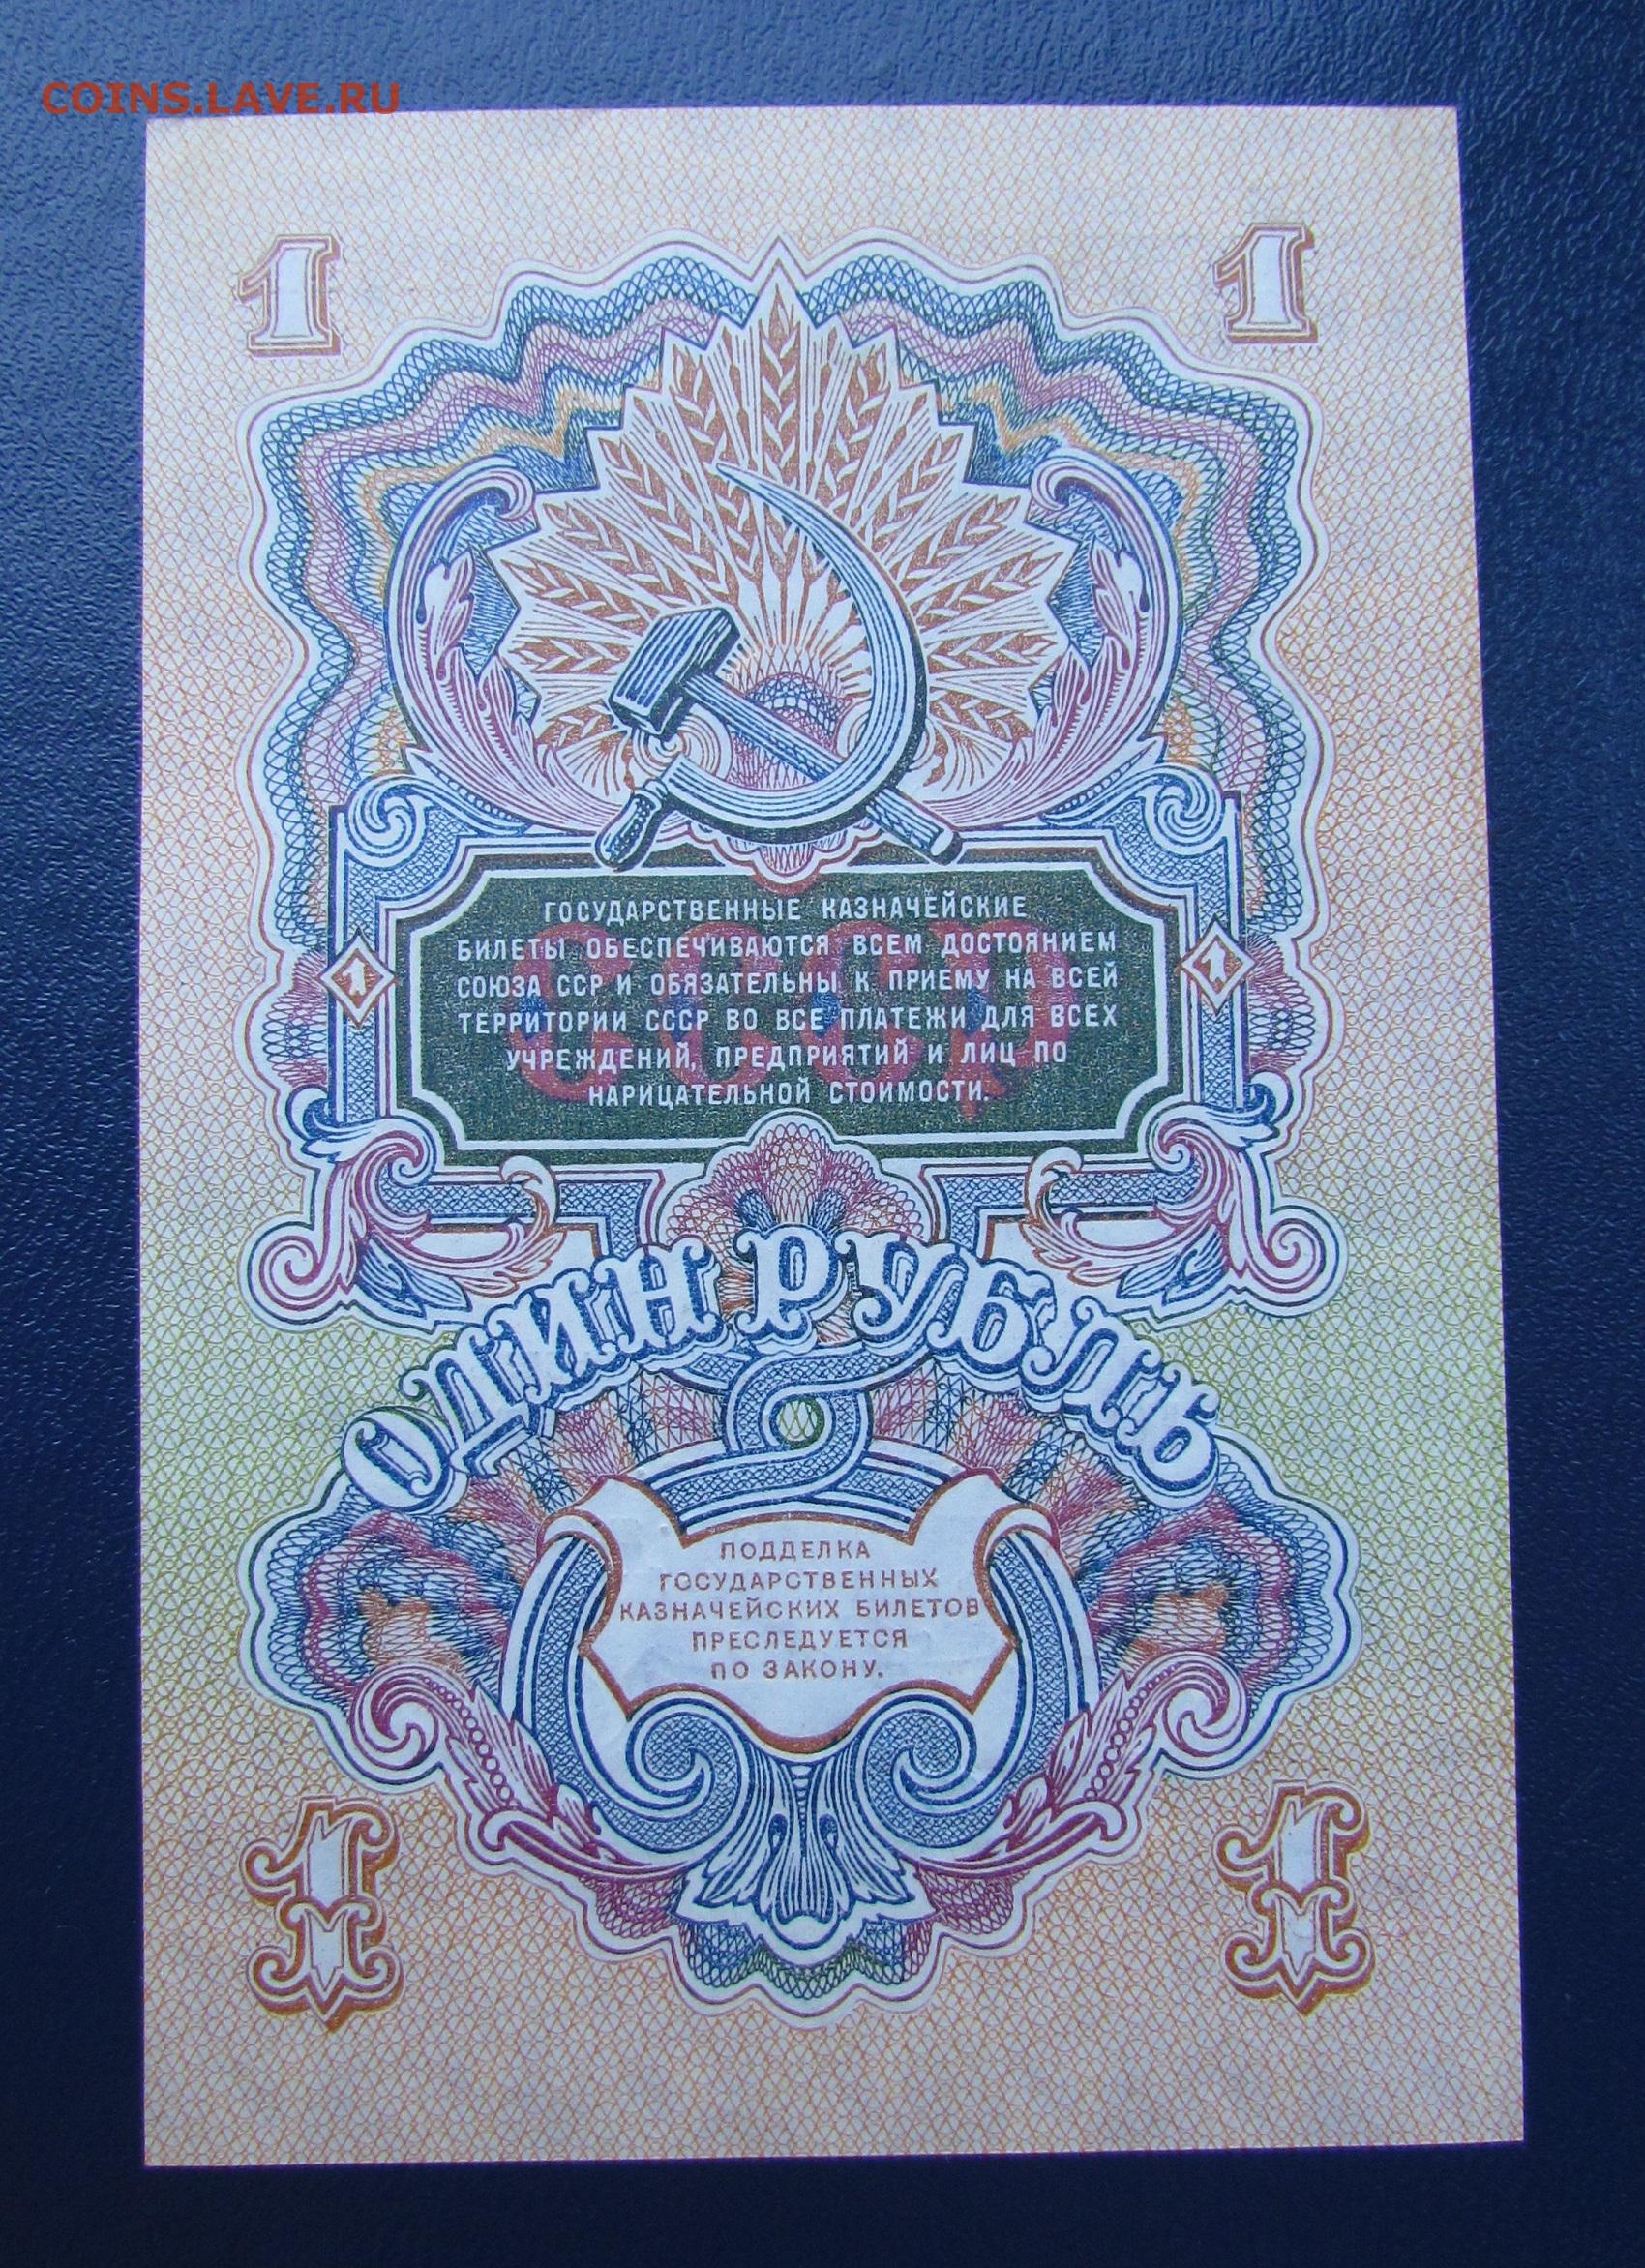 COINS.LAVE.RU
1 1
ГОСУДАРСТВЕННЫЕ КАЗНАЧЕЙСКИЕ
БИЛЕТЫ ОБЕСПЕЧИВАЮТСЯ ВСЕМ ДОСТОЯНИЕМ
СОЮЗА ССР И ОБЯЗАТЕЛЬНЫ К ПРИЕМУ НА ВСЕЙ
ТЕРРИТОРИИ СССР ВО ВСЕ ПЛАТЕЖИ ДЛЯ ВСЕХ
УЧРЕЖДЕНИЙ, ПРЕДПРИЯТИЙ И ЛИЦ ПО
НАРИЦАТЕЛЬНОЙ СТОИМОСТИ.
СССР
1 1
ОДИН РУБЛЬ
ПОДДЕЛКА
ГОСУДАРСТВЕННЫХ
КАЗНАЧЕЙСКИХ БИЛЕТОВ
ПРЕСЛЕДУЕТСЯ
ПО ЗАКОНУ.
1 1